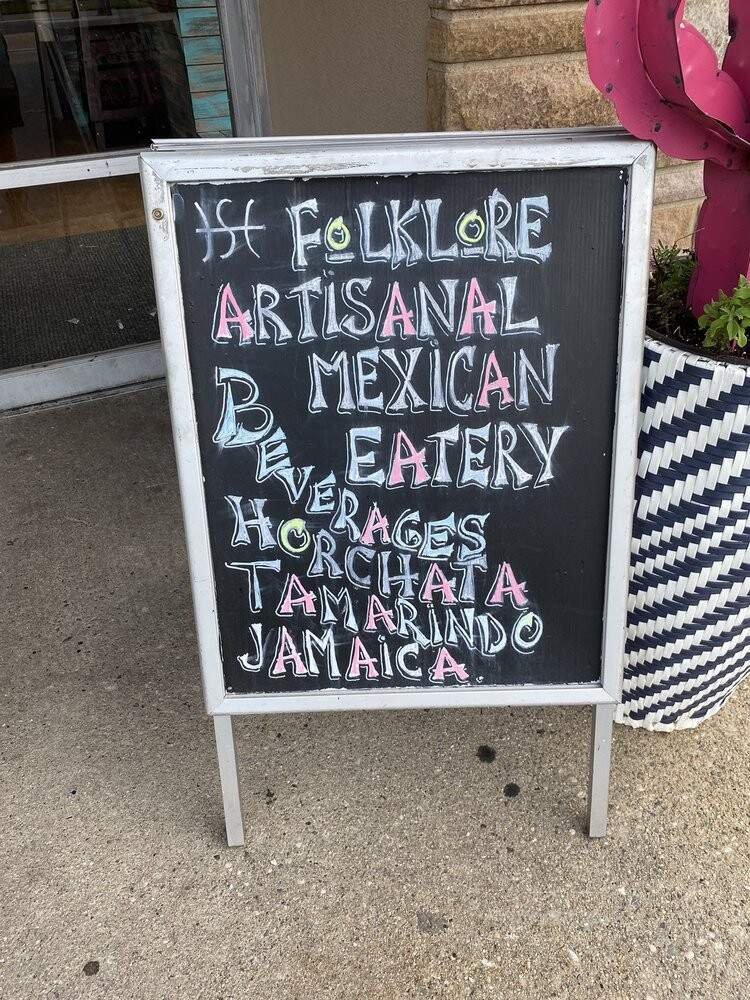 FOLKLORE
ARTISANAL
MEXICAN
EATERY
BEVERAGES
HORCHATA
TAMARINDO
JAMAICA.